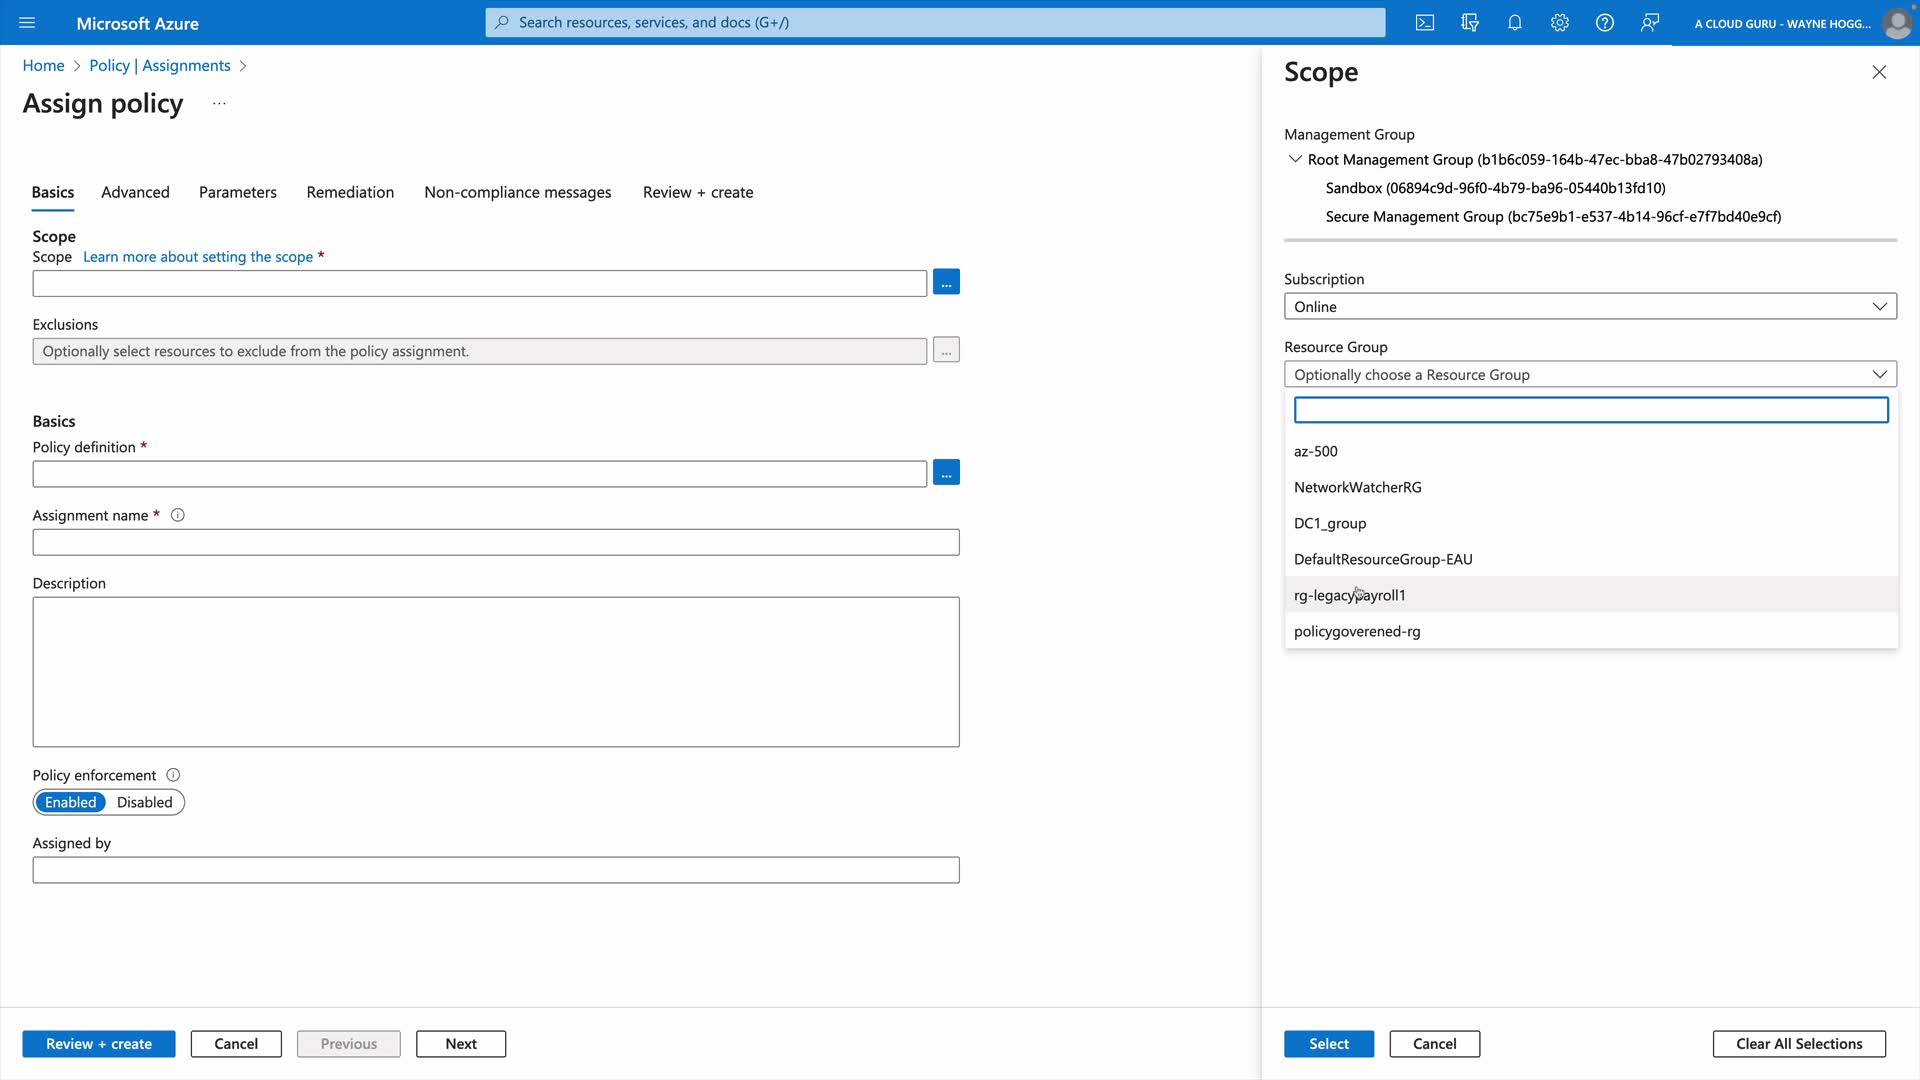 Microsoft Azure
Search resources, services, and docs (G+/)
A CLOUD GURU - WAYNE HOGG...
Home
Policy | Assignments
Assign policy
...
Basics
Advanced
Parameters
Remediation
Non-compliance messages
Review + create
Scope
Scope Learn more about setting the scope *
...
Exclusions
Optionally select resources to exclude from the policy assignment.
...
Basics
Policy definition *
...
Assignment name *
Description
Policy enforcement
Enabled
Disabled
Assigned by
Review + create
Cancel
Previous
Next
Scope
Management Group
Root Management Group (b1b6c059-164b-47ec-bba8-47b02793408a)
Sandbox (06894c9d-96f0-4b79-ba96-05440b13fd10)
Secure Management Group (bc75e9b1-e537-4b14-96cf-e7f7bd40e9cf)
Subscription
Online
Resource Group
Optionally choose a Resource Group
az-500
NetworkWatcherRG
DC1_group
DefaultResourceGroup-EAU
rg-legacypayroll1
policygoverened-rg
Select
Cancel
Clear All Selections